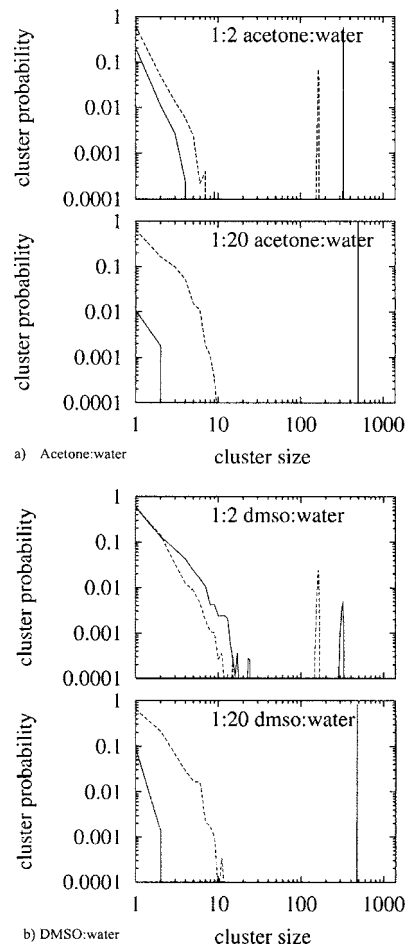 1
0.1
0.01
0.001
0.0001
cluster probability
1:2 acetone:water
1
0.1
0.01
0.001
0.0001
cluster probability
1:20 acetone:water
1 10 100 1000
cluster size
a) Acetone:water
1
0.1
0.01
0.001
0.0001
cluster probability
1:2 dmso:water
1
0.1
0.01
0.001
0.0001
cluster probability
1:20 dmso:water
1 10 100 1000
cluster size
b) DMSO:water